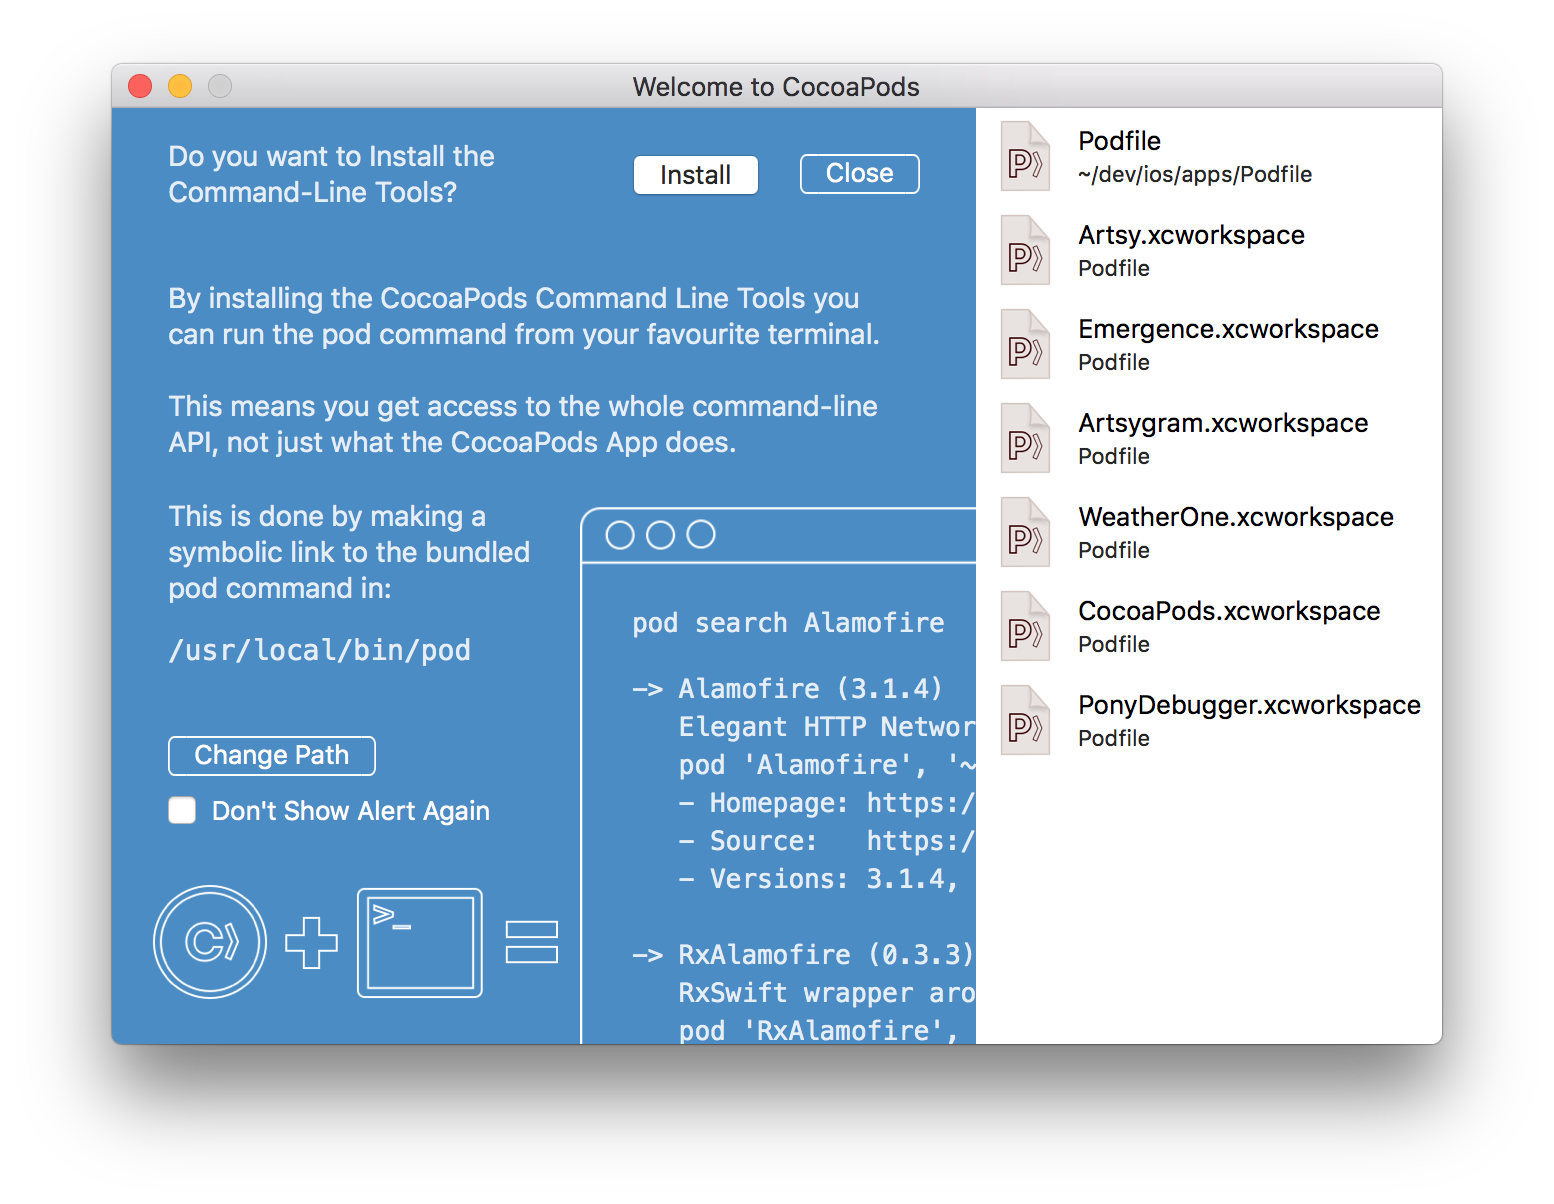 Welcome to CocoaPods
Do you want to Install the
Command-Line Tools?
Install
Close
By installing the CocoaPods Command Line Tools you
can run the pod command from your favourite terminal.
This means you get access to the whole command-line
API, not just what the CocoaPods App does.
This is done by making a
symbolic link to the bundled
pod command in:
/usr/local/bin/pod
Change Path
Don't Show Alert Again
C
>_
pod search Alamofire
-> Alamofire (3.1.4)
Elegant HTTP Networ
pod 'Alamofire', '~
- Homepage: https:/
- Source: https:/
- Versions: 3.1.4,
-> RxAlamofire (0.3.3)
RxSwift wrapper aro
pod 'RxAlamofire',
P
Podfile
~/dev/ios/apps/Podfile
P
Artsy.xcworkspace
Podfile
P
Emergence.xcworkspace
Podfile
P
Artsygram.xcworkspace
Podfile
P
WeatherOne.xcworkspace
Podfile
P
CocoaPods.xcworkspace
Podfile
P
PonyDebugger.xcworkspace
Podfile